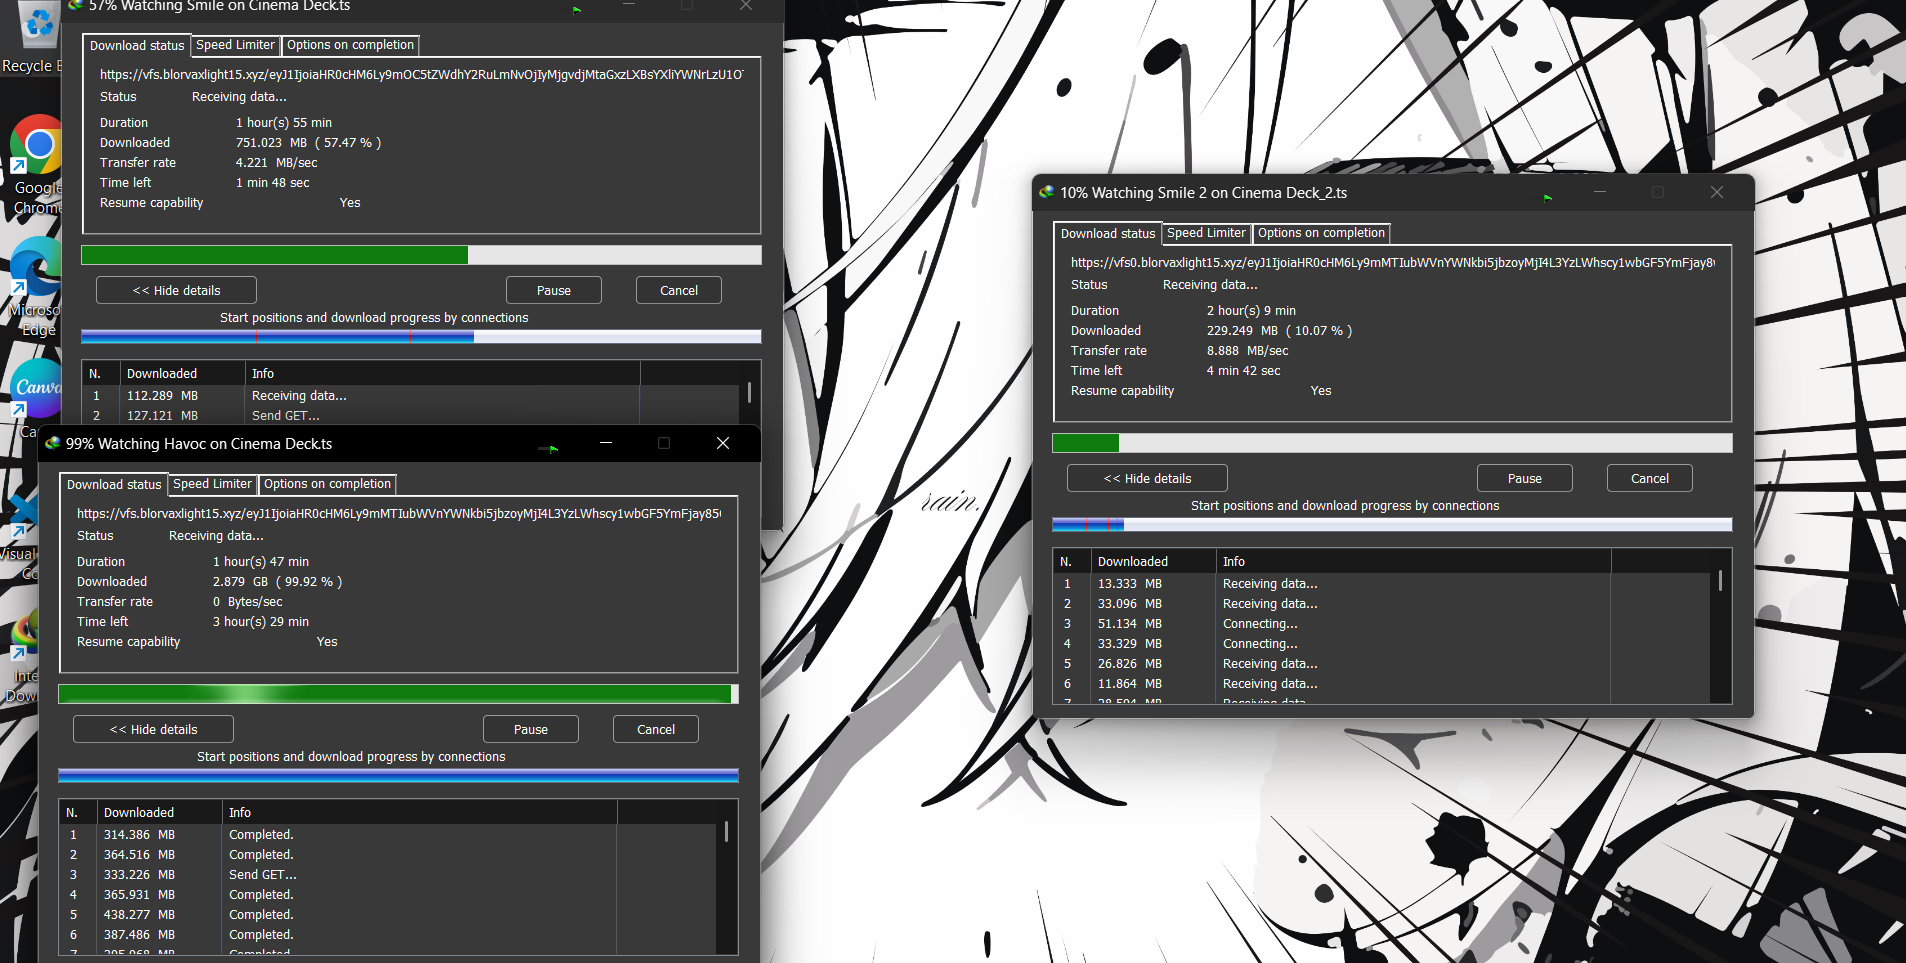 57% Watching Smile on Cinema Deck.ts
Download status
Speed Limiter
Options on completion
https://vfs.blorvaxlight15.xyz/eyJ1IjoiaHR0cHM6Ly9mOC5tZWdhY2RuLmNvOjIyMjgvdjMtaGxzLXBsYXliYWNrLzU1O
Status Receiving data...
Duration 1 hour(s) 55 min
Downloaded 751.023 MB ( 57.47 % )
Transfer rate 4.221 MB/sec
Time left 1 min 48 sec
Resume capability Yes
<< Hide details
Pause
Cancel
Start positions and download progress by connections
N. Downloaded Info
1 112.289 MB Receiving data...
2 127.121 MB Send GET...
99% Watching Havoc on Cinema Deck.ts
Download status
Speed Limiter
Options on completion
https://vfs.blorvaxlight15.xyz/eyJ1IjoiaHR0cHM6Ly9mMTIubWVnYWNkbi5jbzoyMjI4L3YzLWhscy1wbGF5YmFjay85
Status Receiving data...
Duration 1 hour(s) 47 min
Downloaded 2.879 GB ( 99.92 % )
Transfer rate 0 Bytes/sec
Time left 3 hour(s) 29 min
Resume capability Yes
<< Hide details
Pause
Cancel
Start positions and download progress by connections
N. Downloaded Info
1 314.386 MB Completed.
2 364.516 MB Completed.
3 333.226 MB Send GET...
4 365.931 MB Completed.
5 438.277 MB Completed.
6 387.486 MB Completed.
10% Watching Smile 2 on Cinema Deck_2.ts
Download status
Speed Limiter
Options on completion
https://vfs0.blorvaxlight15.xyz/eyJ1IjoiaHR0cHM6Ly9mMTIubWVnYWNkbi5jbzoyMjI4L3YzLWhscy1wbGF5YmFjay8
Status Receiving data...
Duration 2 hour(s) 9 min
Downloaded 229.249 MB ( 10.07 % )
Transfer rate 8.888 MB/sec
Time left 4 min 42 sec
Resume capability Yes
<< Hide details
Pause
Cancel
Start positions and download progress by connections
N. Downloaded Info
1 13.333 MB Receiving data...
2 33.096 MB Receiving data...
3 51.134 MB Connecting...
4 33.329 MB Connecting...
5 26.826 MB Receiving data...
6 11.864 MB Receiving data...
rain.
Recycle
Google
Chrome
Microso
Edge
Canva
Ca
Visual
Co
Inte
Dow